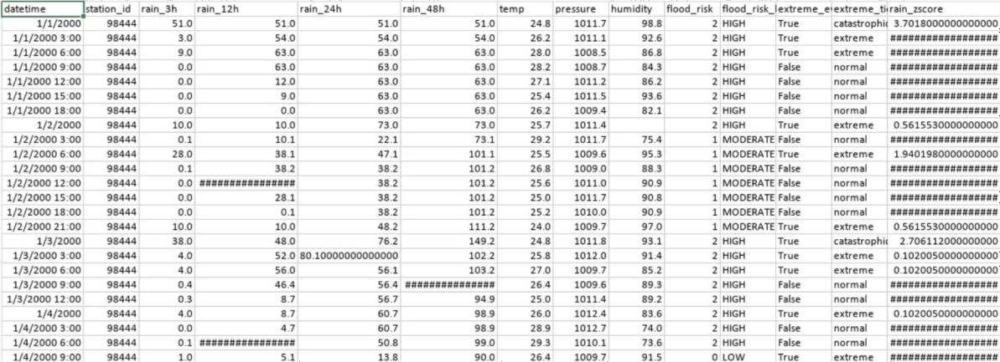 datetime station_id rain_3h rain_12h rain_24h rain_48h temp pressure humidity flood_risk flood_risk_l extreme_e extreme_ti rain_zscore
1/1/2000 98444 51.0 51.0 51.0 51.0 24.8 1011.7 98.8 2 HIGH True catastrophic 3.7018000000000000
1/1/2000 3:00 98444 3.0 54.0 54.0 54.0 26.2 1011.1 92.6 2 HIGH True extreme ##################
1/1/2000 6:00 98444 9.0 63.0 63.0 63.0 28.0 1008.5 86.8 2 HIGH True extreme ##################
1/1/2000 9:00 98444 0.0 63.0 63.0 63.0 28.2 1008.7 84.3 2 HIGH False normal ##################
1/1/2000 12:00 98444 0.0 12.0 63.0 63.0 27.1 1011.2 86.2 2 HIGH False normal ##################
1/1/2000 15:00 98444 0.0 9.0 63.0 63.0 25.4 1011.5 93.6 2 HIGH False normal ##################
1/1/2000 18:00 98444 0.0 0.0 63.0 63.0 26.2 1009.4 82.1 2 HIGH False normal ##################
1/2/2000 98444 10.0 10.0 73.0 73.0 25.7 1011.4 2 HIGH True extreme 0.5615530000000000
1/2/2000 3:00 98444 0.1 10.1 22.1 73.1 29.2 1011.7 75.4 1 MODERATE False normal ##################
1/2/2000 6:00 98444 28.0 38.1 47.1 101.1 25.5 1009.6 95.3 1 MODERATE True extreme 1.9401980000000000
1/2/2000 9:00 98444 0.1 38.2 38.2 101.2 26.8 1009.0 88.3 1 MODERATE False normal ##################
1/2/2000 12:00 98444 0.0 ################ 38.2 101.2 25.6 1011.0 90.9 1 MODERATE False normal ##################
1/2/2000 15:00 98444 0.0 28.1 38.2 101.2 25.0 1011.7 90.8 1 MODERATE False normal ##################
1/2/2000 18:00 98444 0.0 0.1 38.2 101.2 25.2 1010.0 90.9 1 MODERATE False normal ##################
1/2/2000 21:00 98444 10.0 10.0 48.2 111.2 24.0 1009.7 97.0 1 MODERATE True extreme 0.5615530000000000
1/3/2000 98444 38.0 48.0 76.2 149.2 24.8 1011.8 93.1 2 HIGH True catastrophic 2.706112000000000
1/3/2000 3:00 98444 4.0 52.0 80.10000000000000 102.2 25.8 1012.0 91.4 2 HIGH True extreme 0.1020050000000000
1/3/2000 6:00 98444 4.0 56.0 56.1 103.2 27.0 1009.7 85.2 2 HIGH True extreme 0.1020050000000000
1/3/2000 9:00 98444 0.4 46.4 56.4 ############### 26.4 1009.6 89.3 2 HIGH False normal ##################
1/3/2000 12:00 98444 0.3 8.7 56.7 94.9 25.0 1011.4 89.2 2 HIGH False normal ##################
1/4/2000 98444 4.0 8.7 60.7 98.9 26.0 1012.4 83.6 2 HIGH True extreme 0.1020050000000000
1/4/2000 3:00 98444 0.0 4.7 60.7 98.9 28.9 1012.7 74.0 2 HIGH False normal ##################
1/4/2000 6:00 98444 0.1 ################ 50.8 99.0 29.3 1010.1 73.6 2 HIGH False normal ##################
1/4/2000 9:00 98444 1.0 5.1 13.8 90.0 26.4 1009.7 91.5 0 LOW True extreme ##################